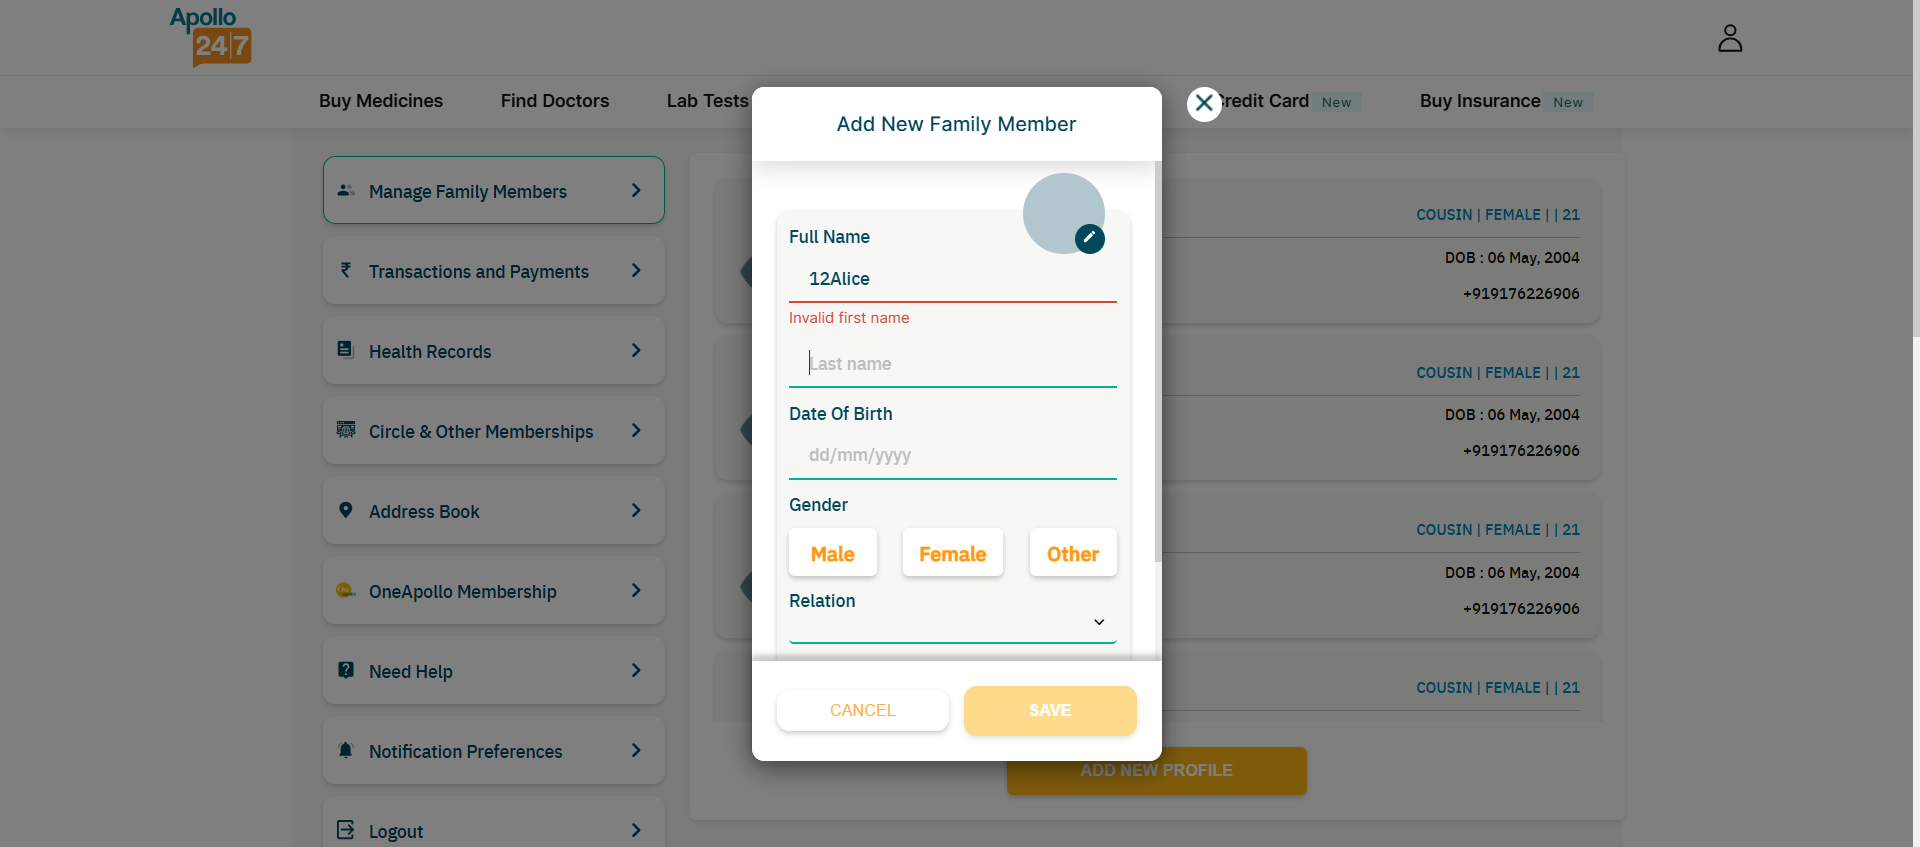 Apollo
24|7
Buy Medicines
Find Doctors
Lab Tests
Credit Card New
Buy Insurance New
Manage Family Members
Transactions and Payments
Health Records
Circle & Other Memberships
Address Book
OneApollo Membership
Need Help
Notification Preferences
Logout
Add New Family Member
Full Name
12Alice
Invalid first name
Last name
Date Of Birth
dd/mm/yyyy
Gender
Male
Female
Other
Relation
CANCEL
SAVE
COUSIN | FEMALE | | 21
DOB : 06 May, 2004
+919176226906
COUSIN | FEMALE | | 21
DOB : 06 May, 2004
+919176226906
COUSIN | FEMALE | | 21
DOB : 06 May, 2004
+919176226906
COUSIN | FEMALE | | 21
ADD NEW PROFILE